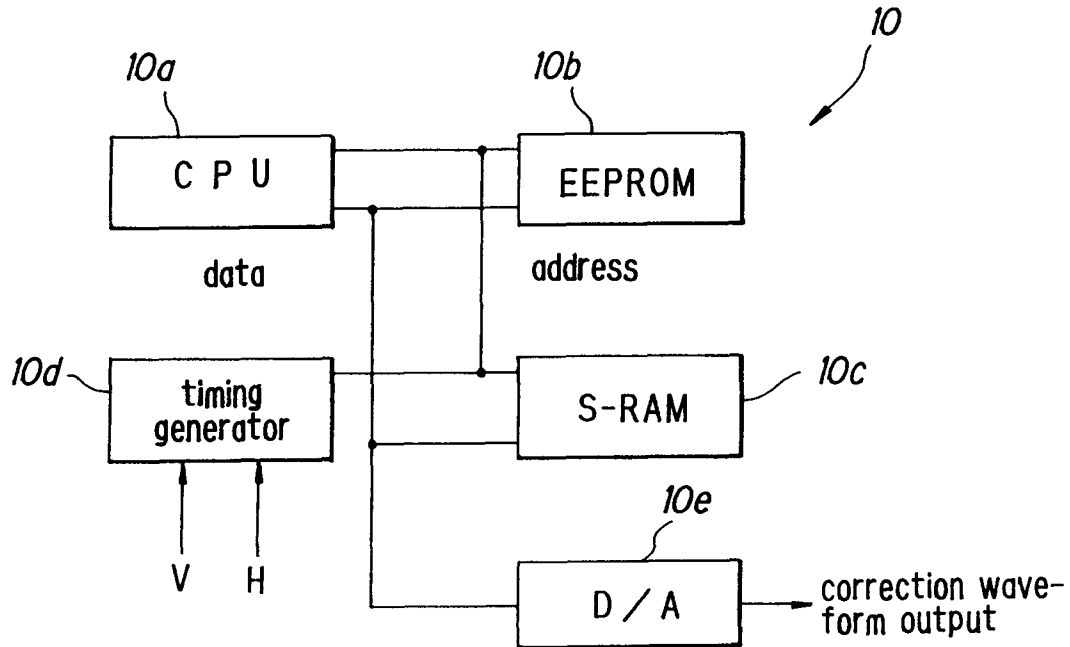 10
10a
10b
C P U
EEPROM
data
address
10d
10c
timing
generator
S-RAM
V
H
10e
D / A
correction wave-
form output